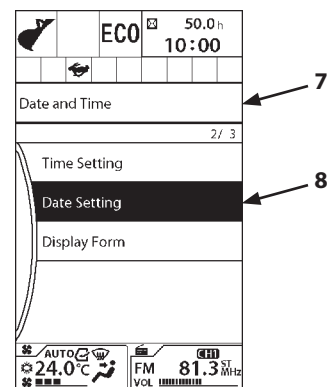 ECO
50.0 h
10:00
Date and Time
7
2/ 3
Time Setting
Date Setting
8
Display Form
AUTO
24.0°C
FM
CH1
81.3 ST MHz
VOL